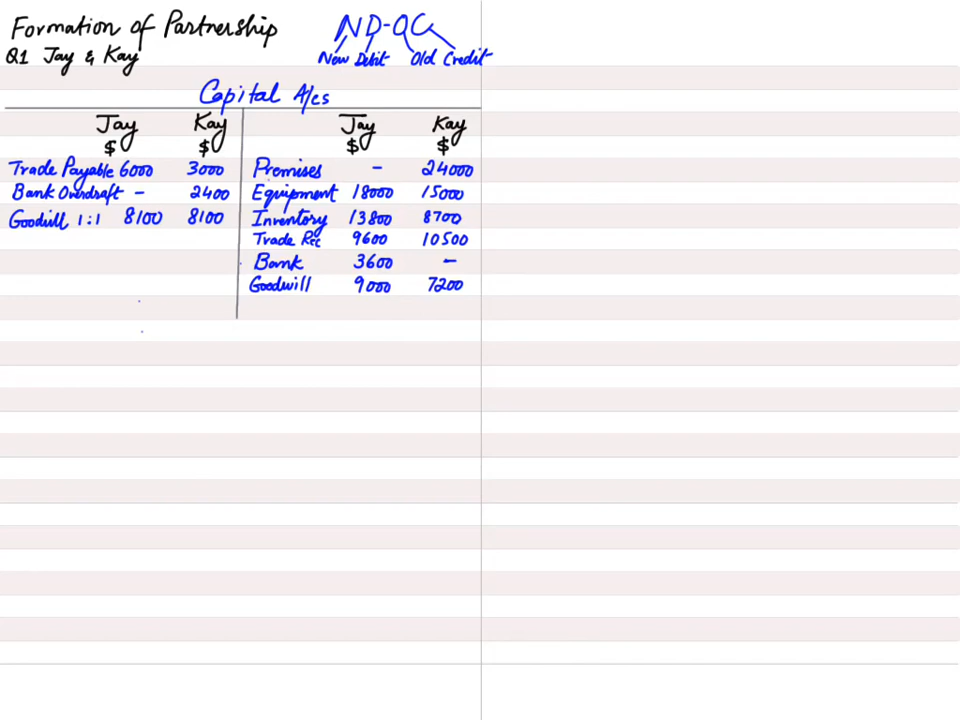 Formation of Partnership ND-OC
Q1 Jay & Kay New Debit Old Credit
Capital A/cs
Jay Kay Jay Kay
$ $ $ $
Trade Payable 6000 3000 Premises - 24000
Bank Overdraft - 2400 Equipment 18000 15000
Goodwill 1:1 8100 8100 Inventory 13800 8700
Trade Rec 9600 10500
Bank 3600 -
Goodwill 9000 7200